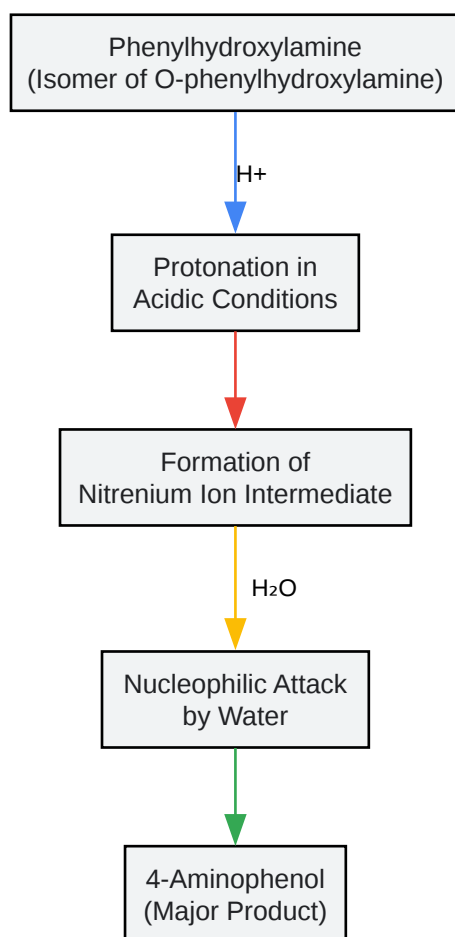 Phenylhydroxylamine
(Isomer of O-phenylhydroxylamine)
H+
Protonation in
Acidic Conditions
Formation of
Nitrenium Ion Intermediate
H₂O
Nucleophilic Attack
by Water
4-Aminophenol
(Major Product)